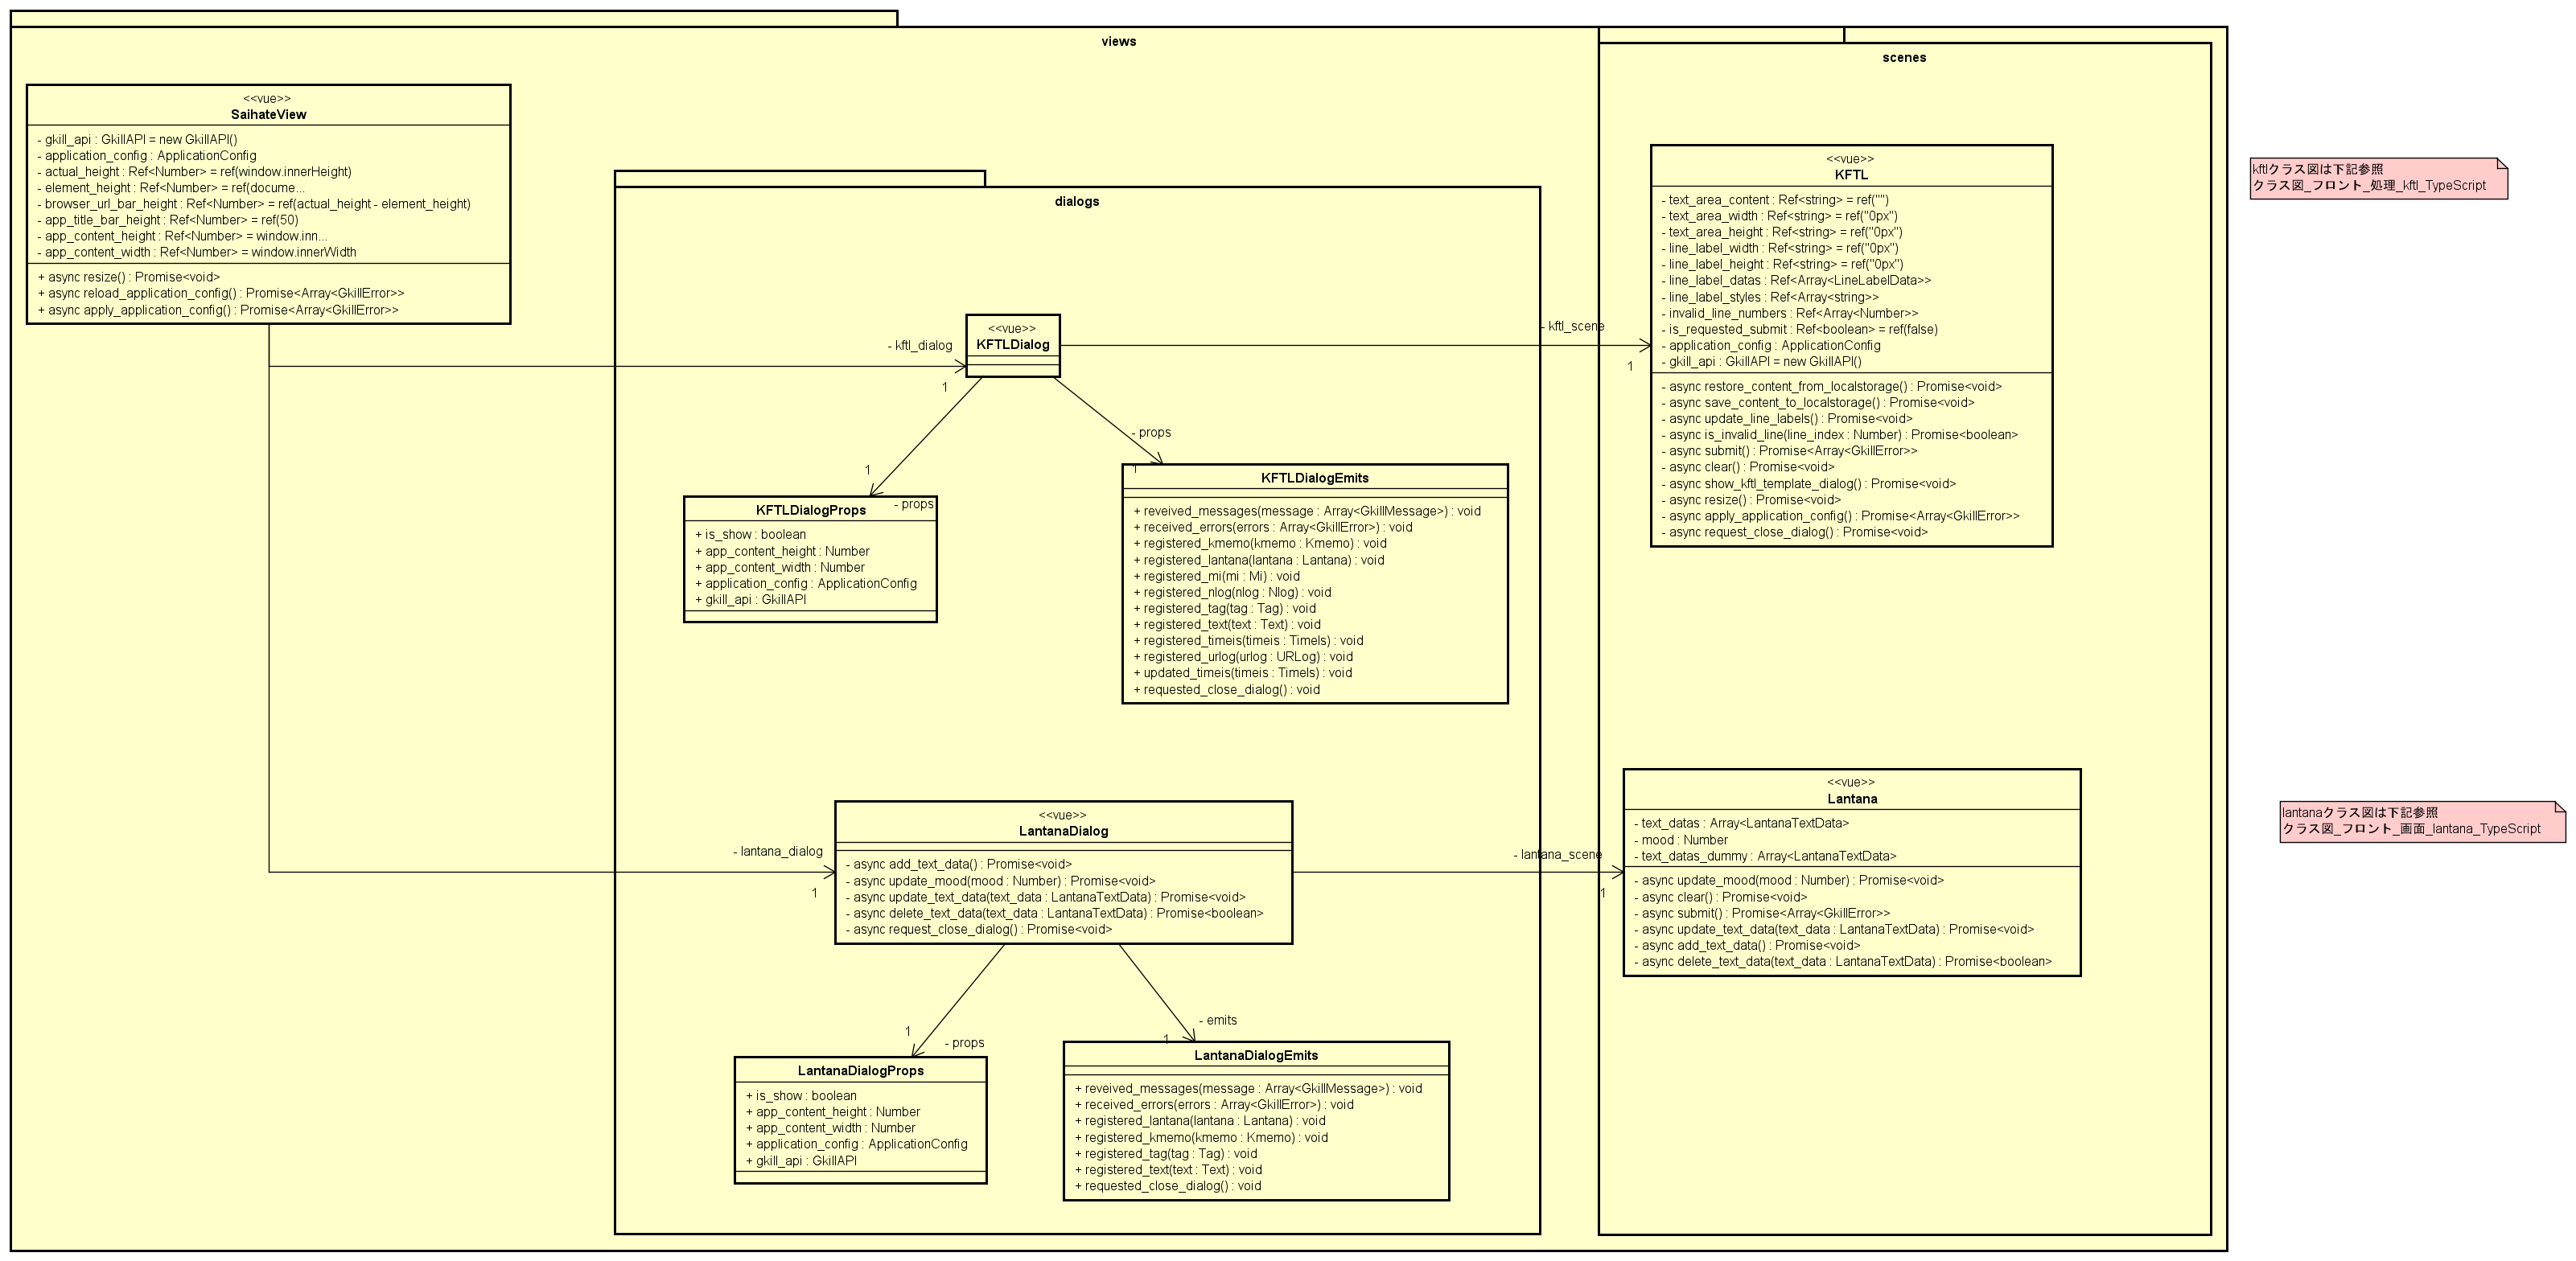 views
<<vue>>
SaihateView
- gkill_api : GkillAPI = new GkillAPI()
- application_config : ApplicationConfig
- actual_height : Ref<Number> = ref(window.innerHeight)
- element_height : Ref<Number> = ref(docume...
- browser_url_bar_height : Ref<Number> = ref(actual_height - element_height)
- app_title_bar_height : Ref<Number> = ref(50)
- app_content_height : Ref<Number> = window.inn...
- app_content_width : Ref<Number> = window.innerWidth
+ async resize() : Promise<void>
+ async reload_application_config() : Promise<Array<GkillError>>
+ async apply_application_config() : Promise<Array<GkillError>>
dialogs
- kftl_dialog
1
<<vue>>
KFTLDialog
- kftl_scene
1
1
- props
- props
1
KFTLDialogProps
+ is_show : boolean
+ app_content_height : Number
+ app_content_width : Number
+ application_config : ApplicationConfig
+ gkill_api : GkillAPI
KFTLDialogEmits
+ reveived_messages(message : Array<GkillMessage>) : void
+ received_errors(errors : Array<GkillError>) : void
+ registered_kmemo(kmemo : Kmemo) : void
+ registered_lantana(lantana : Lantana) : void
+ registered_mi(mi : Mi) : void
+ registered_nlog(nlog : Nlog) : void
+ registered_tag(tag : Tag) : void
+ registered_text(text : Text) : void
+ registered_timeis(timeis : TimeIs) : void
+ registered_urlog(urlog : URLog) : void
+ updated_timeis(timeis : TimeIs) : void
+ requested_close_dialog() : void
- lantana_dialog
1
<<vue>>
LantanaDialog
- async add_text_data() : Promise<void>
- async update_mood(mood : Number) : Promise<void>
- async update_text_data(text_data : LantanaTextData) : Promise<void>
- async delete_text_data(text_data : LantanaTextData) : Promise<boolean>
- async request_close_dialog() : Promise<void>
- lantana_scene
1
1
- props
- emits
1
LantanaDialogProps
+ is_show : boolean
+ app_content_height : Number
+ app_content_width : Number
+ application_config : ApplicationConfig
+ gkill_api : GkillAPI
LantanaDialogEmits
+ reveived_messages(message : Array<GkillMessage>) : void
+ received_errors(errors : Array<GkillError>) : void
+ registered_lantana(lantana : Lantana) : void
+ registered_kmemo(kmemo : Kmemo) : void
+ registered_tag(tag : Tag) : void
+ registered_text(text : Text) : void
+ requested_close_dialog() : void
scenes
<<vue>>
KFTL
- text_area_content : Ref<string> = ref("")
- text_area_width : Ref<string> = ref("0px")
- text_area_height : Ref<string> = ref("0px")
- line_label_width : Ref<string> = ref("0px")
- line_label_height : Ref<string> = ref("0px")
- line_label_datas : Ref<Array<LineLabelData>>
- line_label_styles : Ref<Array<string>>
- invalid_line_numbers : Ref<Array<Number>>
- is_requested_submit : Ref<boolean> = ref(false)
- application_config : ApplicationConfig
- gkill_api : GkillAPI = new GkillAPI()
- async restore_content_from_localstorage() : Promise<void>
- async save_content_to_localstorage() : Promise<void>
- async update_line_labels() : Promise<void>
- async is_invalid_line(line_index : Number) : Promise<boolean>
- async submit() : Promise<Array<GkillError>>
- async clear() : Promise<void>
- async show_kftl_template_dialog() : Promise<void>
- async resize() : Promise<void>
- async apply_application_config() : Promise<Array<GkillError>>
- async request_close_dialog() : Promise<void>
<<vue>>
Lantana
- text_datas : Array<LantanaTextData>
- mood : Number
- text_datas_dummy : Array<LantanaTextData>
- async update_mood(mood : Number) : Promise<void>
- async clear() : Promise<void>
- async submit() : Promise<Array<GkillError>>
- async update_text_data(text_data : LantanaTextData) : Promise<void>
- async add_text_data() : Promise<void>
- async delete_text_data(text_data : LantanaTextData) : Promise<boolean>
kftlクラス図は下記参照
クラス図_フロント_処理_kftl_TypeScript
lantanaクラス図は下記参照
クラス図_フロント_画面_lantana_TypeScript